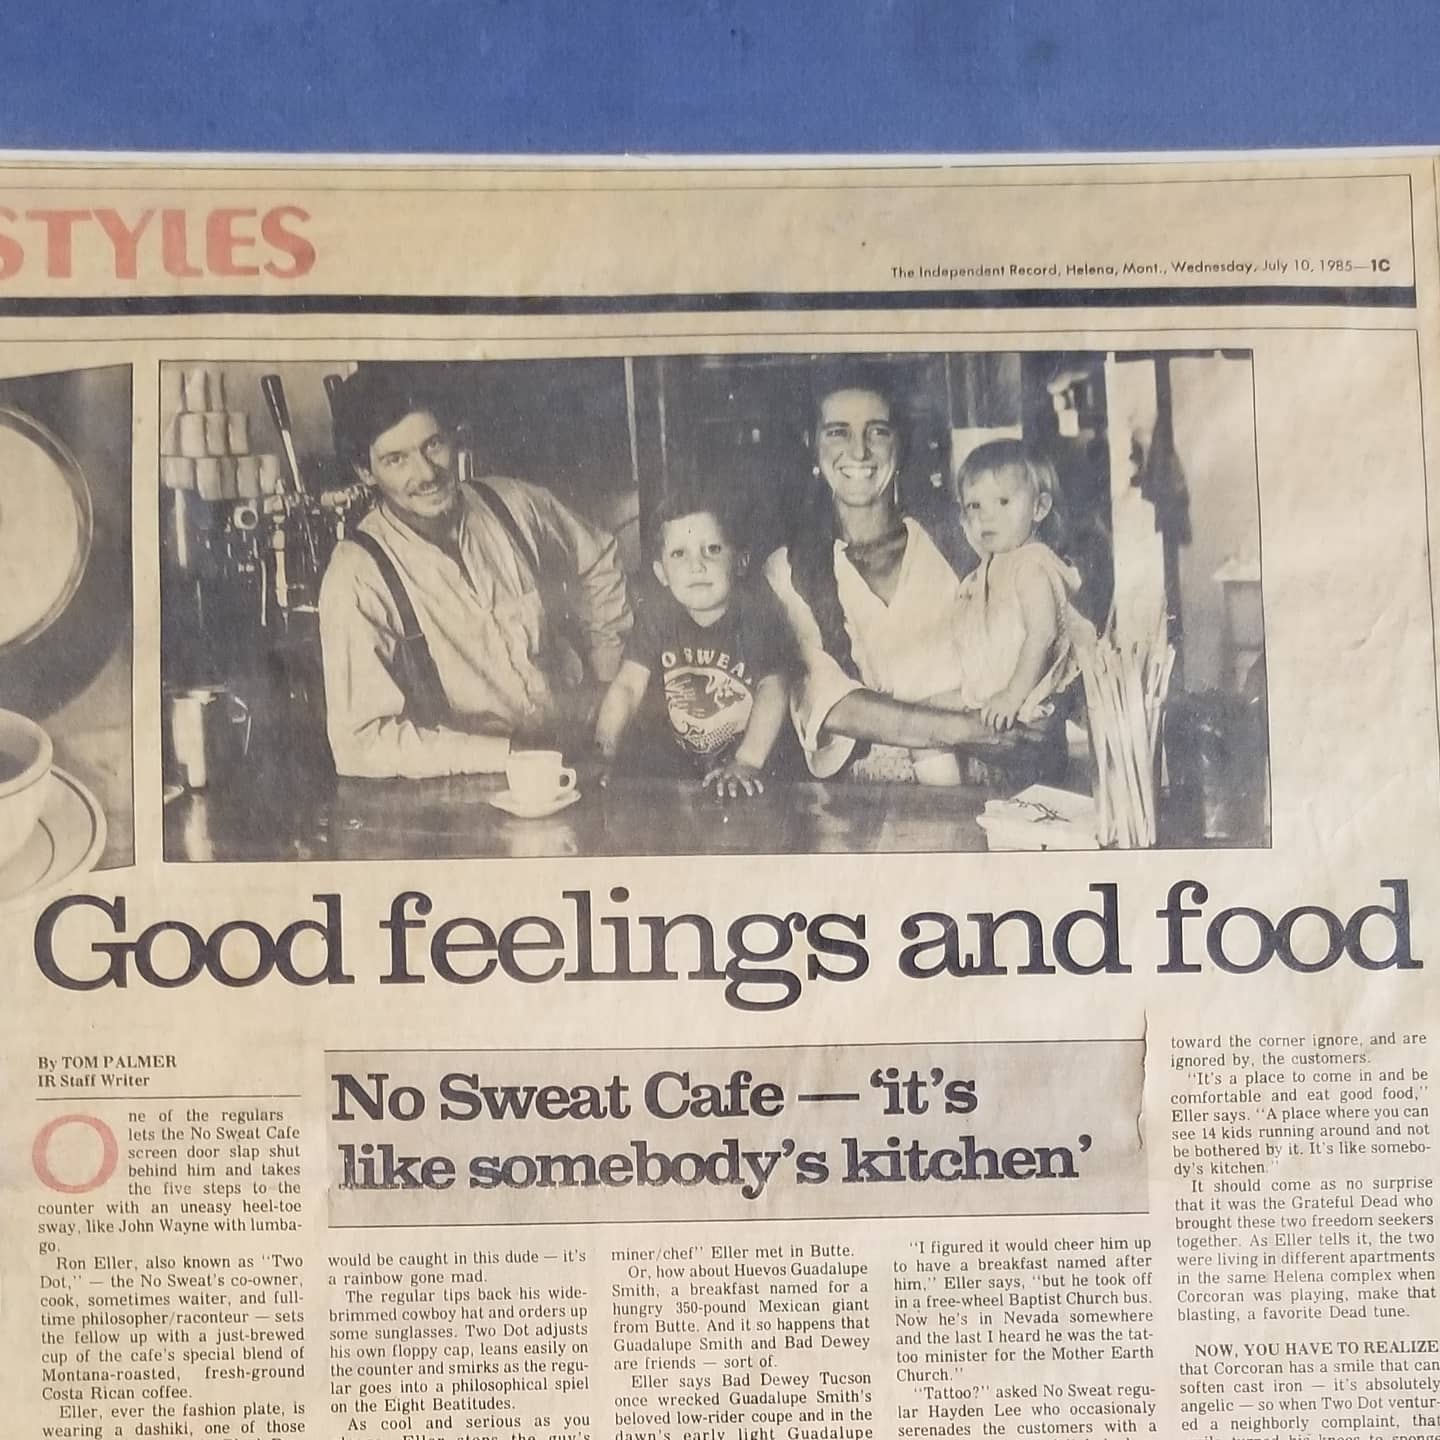 STYLES
The Independent Record, Helena, Mont., Wednesday, July 10, 1985—1C
O SWEA
Good feelings and food
By TOM PALMER
IR Staff Writer
No Sweat Cafe — ‘it’s
like somebody’s kitchen’
One of the regulars
lets the No Sweat Cafe
screen door slap shut
behind him and takes
the five steps to the
counter with an uneasy heel-toe
sway, like John Wayne with lumba-
go.
Ron Eller, also known as “Two
Dot,” — the No Sweat’s co-owner,
cook, sometimes waiter, and full-
time philosopher/raconteur — sets
the fellow up with a just-brewed
cup of the cafe’s special blend of
Montana-roasted, fresh-ground
Costa Rican coffee.
Eller, ever the fashion plate, is
wearing a dashiki, one of those
would be caught in this dude — it’s
a rainbow gone mad.
The regular tips back his wide-
brimmed cowboy hat and orders up
some sunglasses. Two Dot adjusts
his own floppy cap, leans easily on
the counter and smirks as the regu-
lar goes into a philosophical spiel
on the Eight Beatitudes.
As cool and serious as you
Eller stops the guy’s
miner/chef” Eller met in Butte.
Or, how about Huevos Guadalupe
Smith, a breakfast named for a
hungry 350-pound Mexican giant
from Butte. And it so happens that
Guadalupe Smith and Bad Dewey
are friends — sort of.
Eller says Bad Dewey Tucson
once wrecked Guadalupe Smith’s
beloved low-rider coupe and in the
dawn’s early light Guadalupe
“I figured it would cheer him up
to have a breakfast named after
him,” Eller says, “but he took off
in a free-wheel Baptist Church bus.
Now he’s in Nevada somewhere
and the last I heard he was the tat-
too minister for the Mother Earth
Church.”
“Tattoo?” asked No Sweat regu-
lar Hayden Lee who occasionaly
serenades the customers with a
toward the corner ignore, and are
ignored by, the customers.
“It’s a place to come in and be
comfortable and eat good food,”
Eller says. “A place where you can
see 14 kids running around and not
be bothered by it. It’s like somebo-
dy’s kitchen.”
It should come as no surprise
that it was the Grateful Dead who
brought these two freedom seekers
together. As Eller tells it, the two
were living in different apartments
in the same Helena complex when
Corcoran was playing, make that
blasting, a favorite Dead tune.
NOW, YOU HAVE TO REALIZE
that Corcoran has a smile that can
soften cast iron — it’s absolutely
angelic — so when Two Dot ventur-
ed a neighborly complaint, that